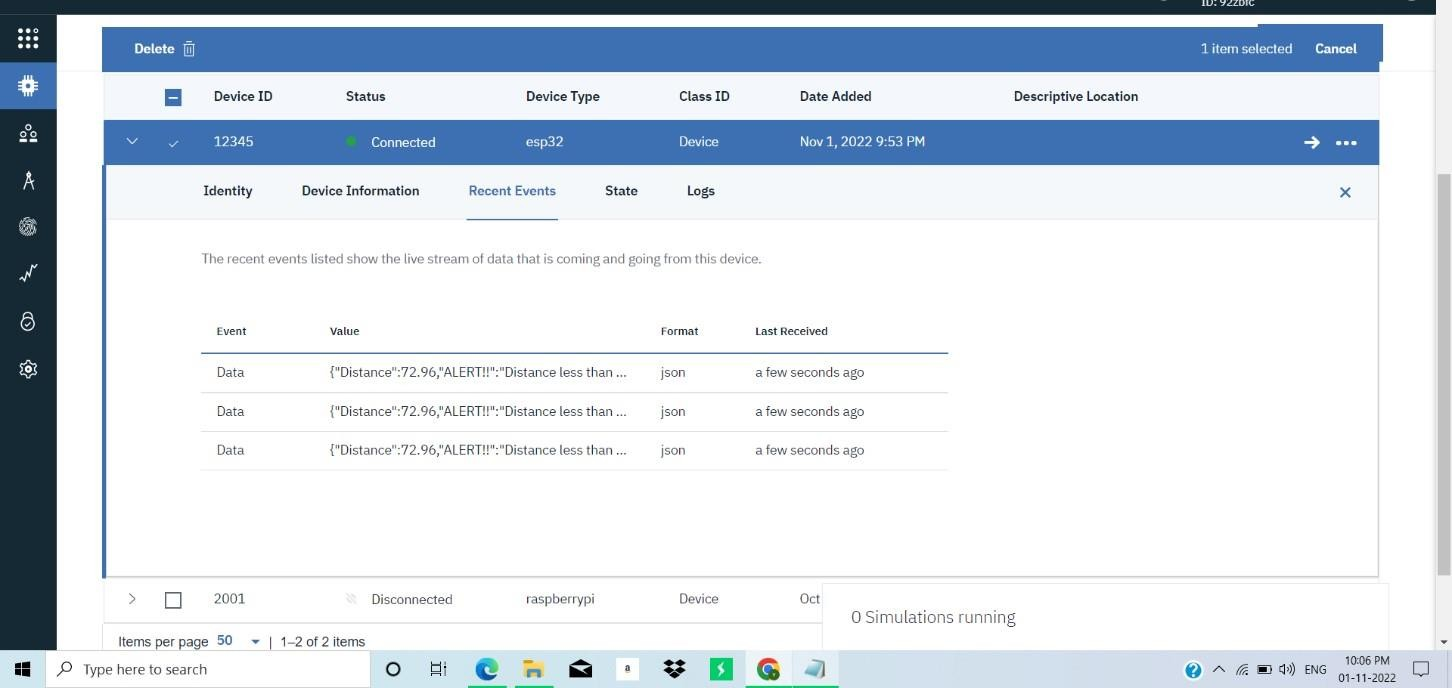 ID: 92zbfc
Delete 1 item selected Cancel
Device ID Status Device Type Class ID Date Added Descriptive Location
12345 Connected esp32 Device Nov 1, 2022 9:53 PM
Identity Device Information Recent Events State Logs
The recent events listed show the live stream of data that is coming and going from this device.
Event Value Format Last Received
Data {"Distance":72.96,"ALERT!!":"Distance less than ... json a few seconds ago
Data {"Distance":72.96,"ALERT!!":"Distance less than ... json a few seconds ago
Data {"Distance":72.96,"ALERT!!":"Distance less than ... json a few seconds ago
2001 Disconnected raspberrypi Device Oct
0 Simulations running
Items per page 50 | 1–2 of 2 items
Type here to search
a
ENG
10:06 PM
01-11-2022